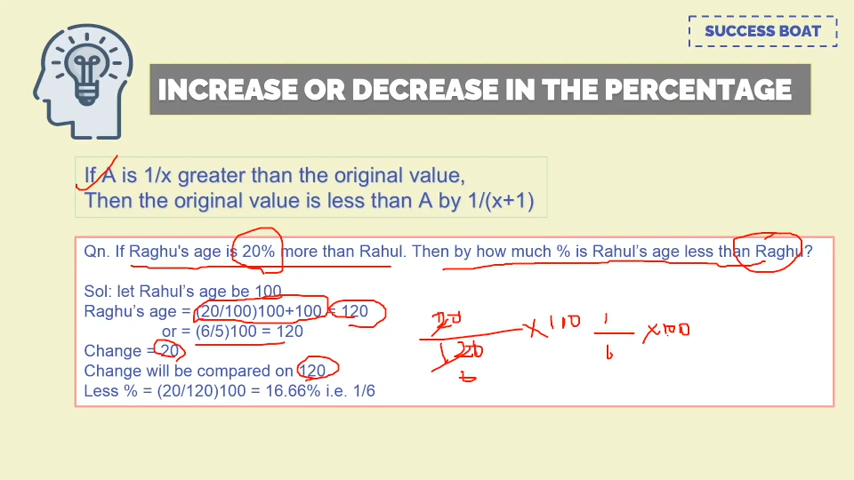 SUCCESS BOAT
INCREASE OR DECREASE IN THE PERCENTAGE
If A is 1/x greater than the original value,
Then the original value is less than A by 1/(x+1)
Qn. If Raghu's age is 20% more than Rahul. Then by how much % is Rahul's age less than Raghu?
Sol: let Rahul's age be 100
Raghu's age = (20/100)100+100 = 120
or = (6/5)100 = 120
Change = 20
Change will be compared on 120
Less % = (20/120)100 = 16.66% i.e. 1/6
20
120
6
×100
1
6
×100